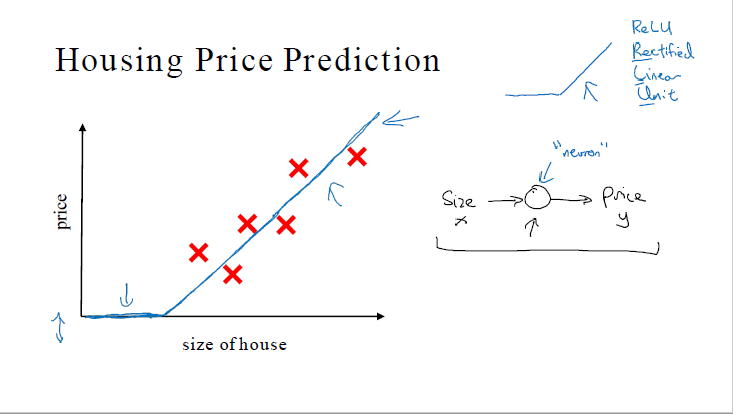 Housing Price Prediction
ReLU
Rectified
Linear
Unit
price
size of house
"neuron"
Size
x
Price
y